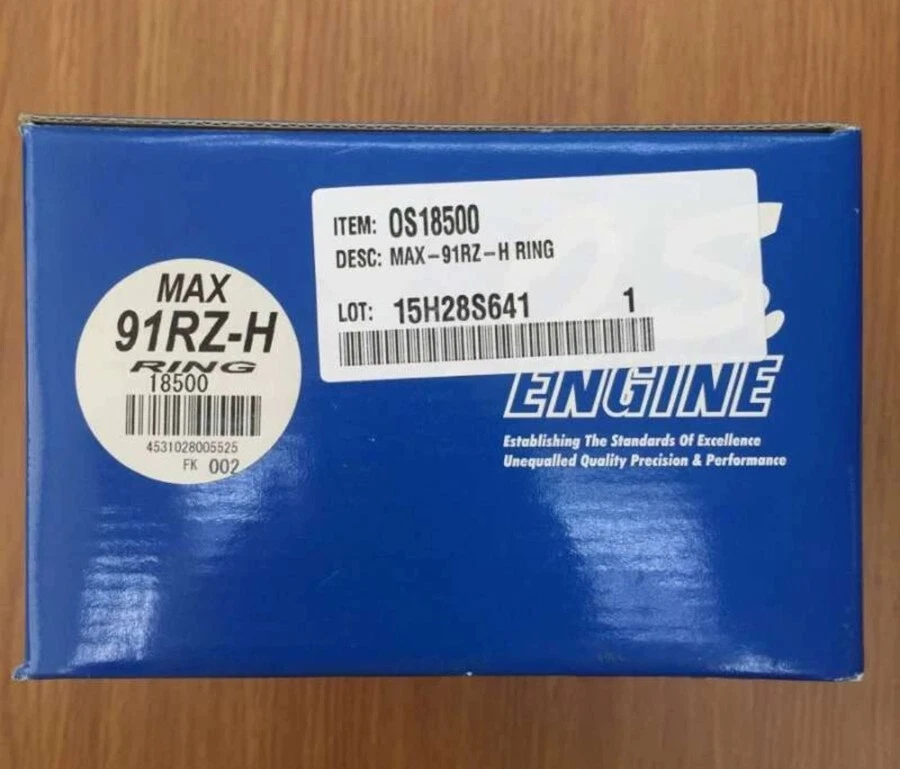 ITEM: OS18500
DESC: MAX-91RZ-H RING
LOT: 15H28S641 1
MAX
91RZ-H
RING
18500
4531028005525
FK 002
ENGINE
Establishing The Standards Of Excellence
Unequalled Quality Precision & Performance